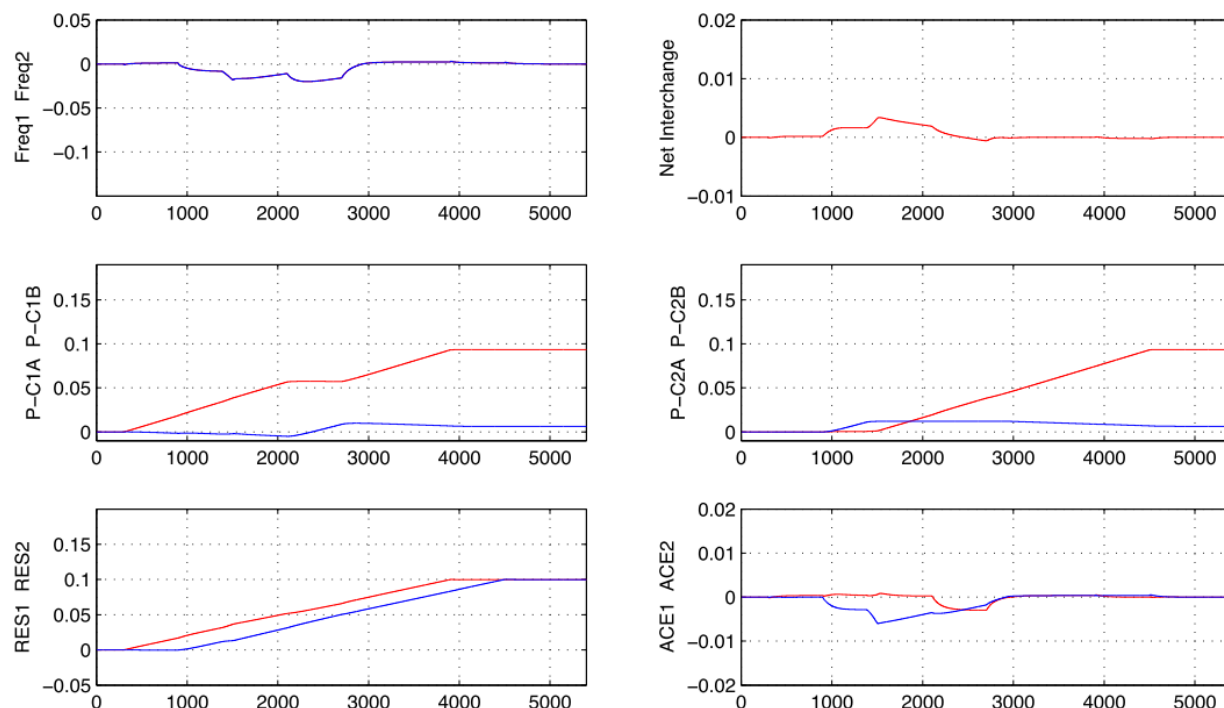 0.05
0
−0.05
−0.1
Freq1 Freq2
0 1000 2000 3000 4000 5000
0.02
0.01
0
−0.01
Net Interchange
0 1000 2000 3000 4000 5000
0.15
0.1
0.05
0
P−C1A P−C1B
0 1000 2000 3000 4000 5000
0.15
0.1
0.05
0
P−C2A P−C2B
0 1000 2000 3000 4000 5000
0.15
0.1
0.05
0
−0.05
RES1 RES2
0 1000 2000 3000 4000 5000
0.02
0.01
0
−0.01
−0.02
ACE1 ACE2
0 1000 2000 3000 4000 5000